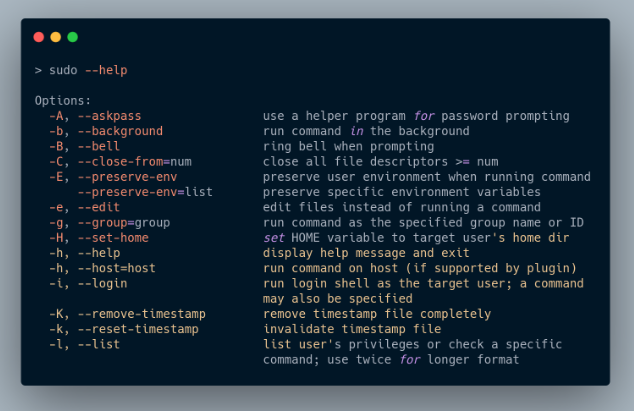 > sudo --help
Options:
-A, --askpass use a helper program for password prompting
-b, --background run command in the background
-B, --bell ring bell when prompting
-C, --close-from=num close all file descriptors >= num
-E, --preserve-env preserve user environment when running command
--preserve-env=list preserve specific environment variables
-e, --edit edit files instead of running a command
-g, --group=group run command as the specified group name or ID
-H, --set-home set HOME variable to target user's home dir
-h, --help display help message and exit
-h, --host=host run command on host (if supported by plugin)
-i, --login run login shell as the target user; a command
may also be specified
-K, --remove-timestamp remove timestamp file completely
-k, --reset-timestamp invalidate timestamp file
-l, --list list user's privileges or check a specific
command; use twice for longer format